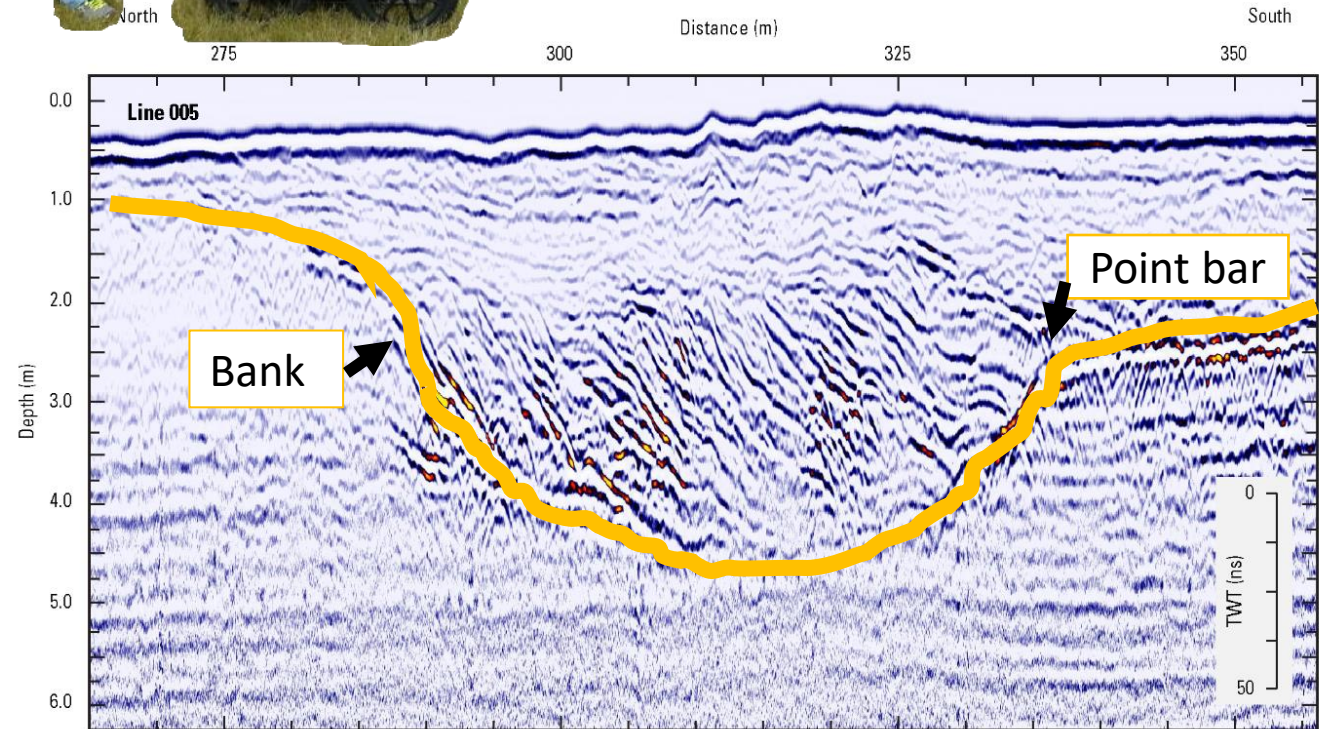 North
Distance (m)
South
275
300
325
350
0.0
Line 005
1.0
Point bar
2.0
Bank
3.0
Depth (m)
4.0
0
TWT (ns)
5.0
50
6.0